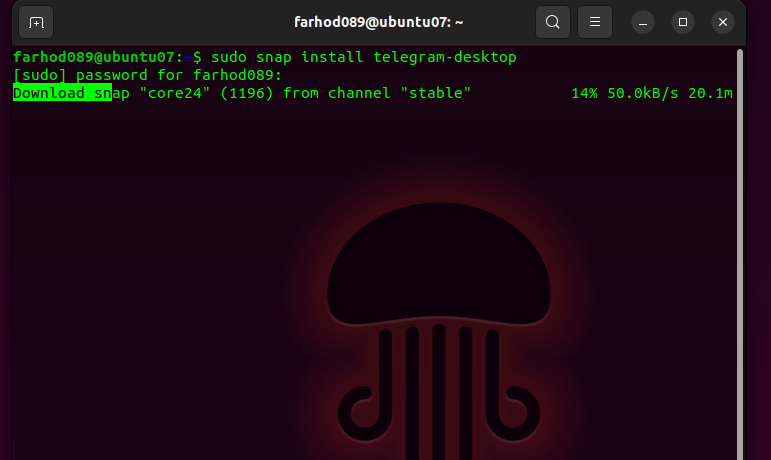 farhod089@ubuntu07: ~
farhod089@ubuntu07:~$ sudo snap install telegram-desktop
[sudo] password for farhod089:
Download snap "core24" (1196) from channel "stable" 14% 50.0kB/s 20.1m